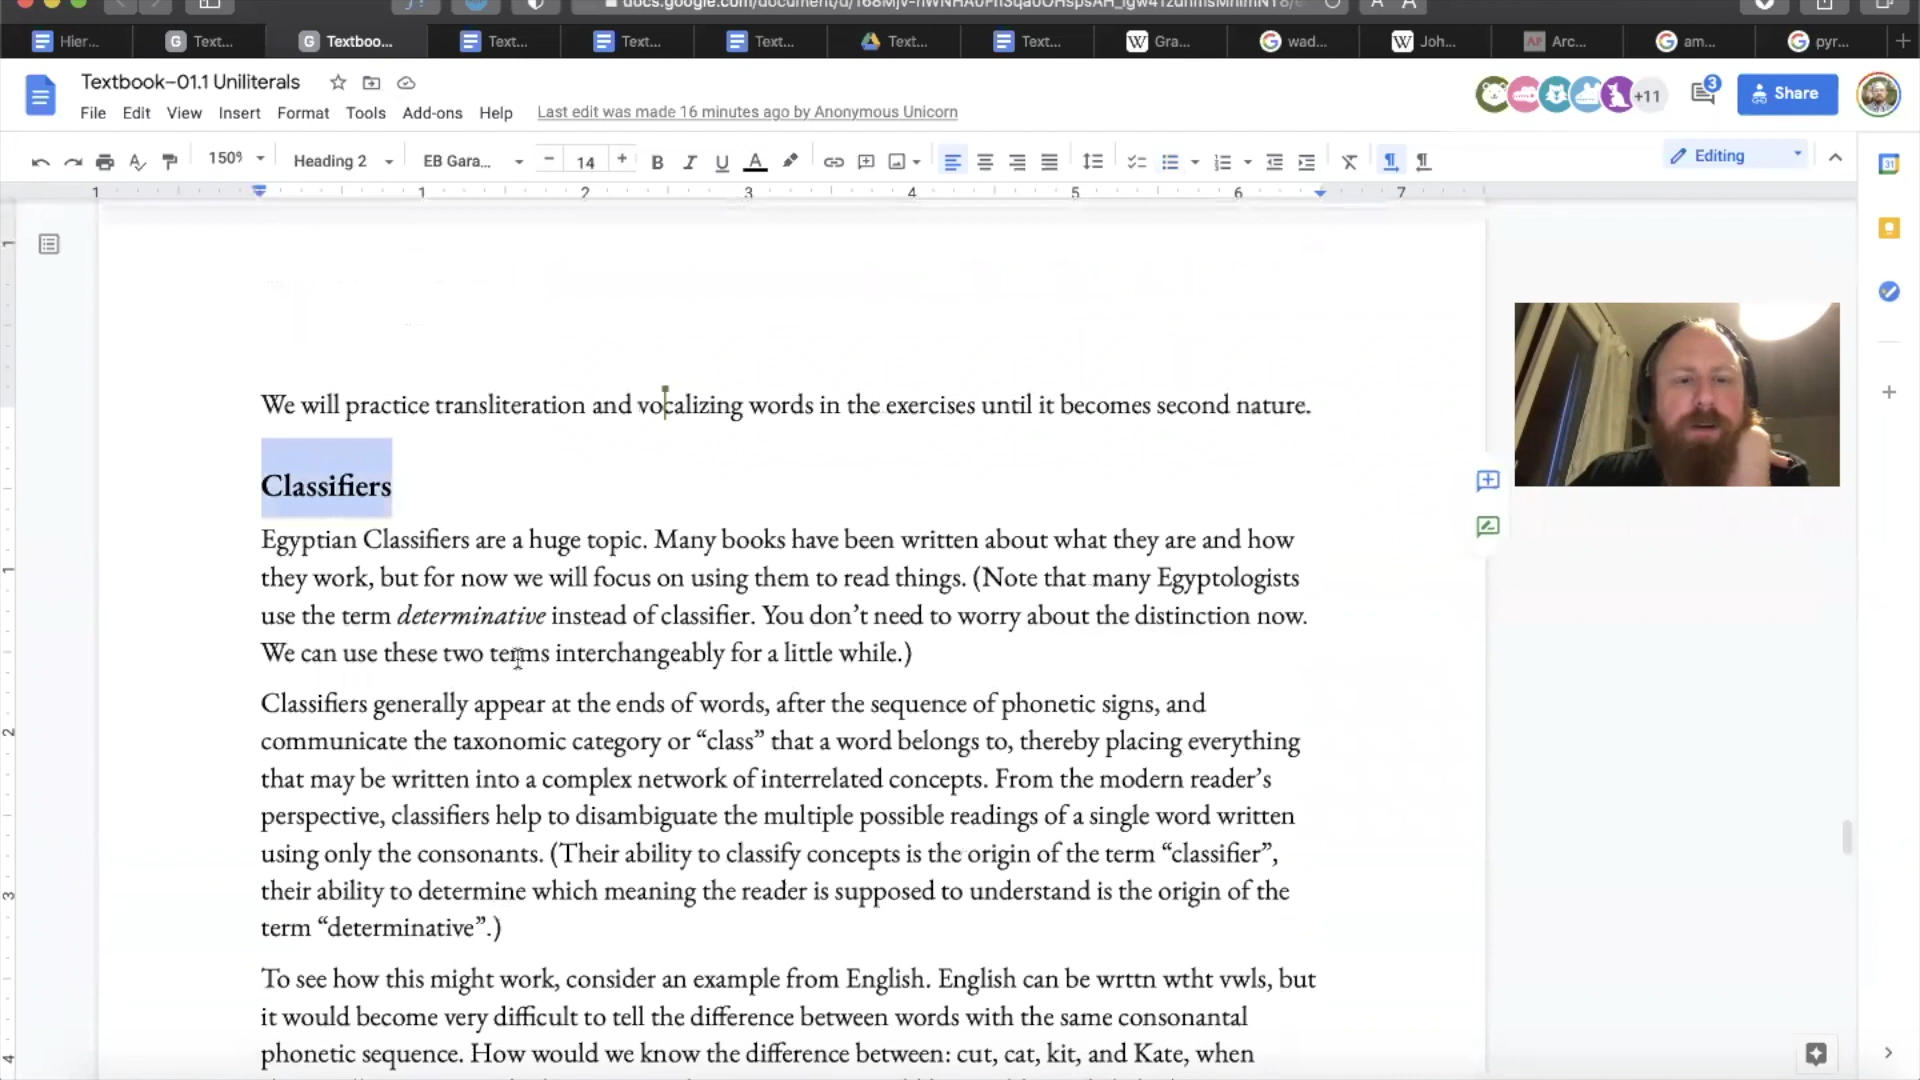 Hier...
Text...
Textboo...
Text...
Text...
Text...
Text...
Text...
Gra...
wad...
Joh...
Arc...
am...
pyr...
Textbook–01.1 Uniliterals
+11
3
Share
File Edit View Insert Format Tools Add-ons Help Last edit was made 16 minutes ago by Anonymous Unicorn
Heading 2 EB Gara... 14 B I U A Editing
1 1 2 3 4 5 6 7
We will practice transliteration and vocalizing words in the exercises until it becomes second nature.
Classifiers
Egyptian Classifiers are a huge topic. Many books have been written about what they are and how
they work, but for now we will focus on using them to read things. (Note that many Egyptologists
use the term determinative instead of classifier. You don’t need to worry about the distinction now.
We can use these two terms interchangeably for a little while.)
Classifiers generally appear at the ends of words, after the sequence of phonetic signs, and
communicate the taxonomic category or “class” that a word belongs to, thereby placing everything
that may be written into a complex network of interrelated concepts. From the modern reader’s
perspective, classifiers help to disambiguate the multiple possible readings of a single word written
using only the consonants. (Their ability to classify concepts is the origin of the term “classifier”,
their ability to determine which meaning the reader is supposed to understand is the origin of the
term “determinative”.)
To see how this might work, consider an example from English. English can be wrttn wtht vwls, but
it would become very difficult to tell the difference between words with the same consonantal
phonetic sequence. How would we know the difference between: cut, cat, kit, and Kate, when